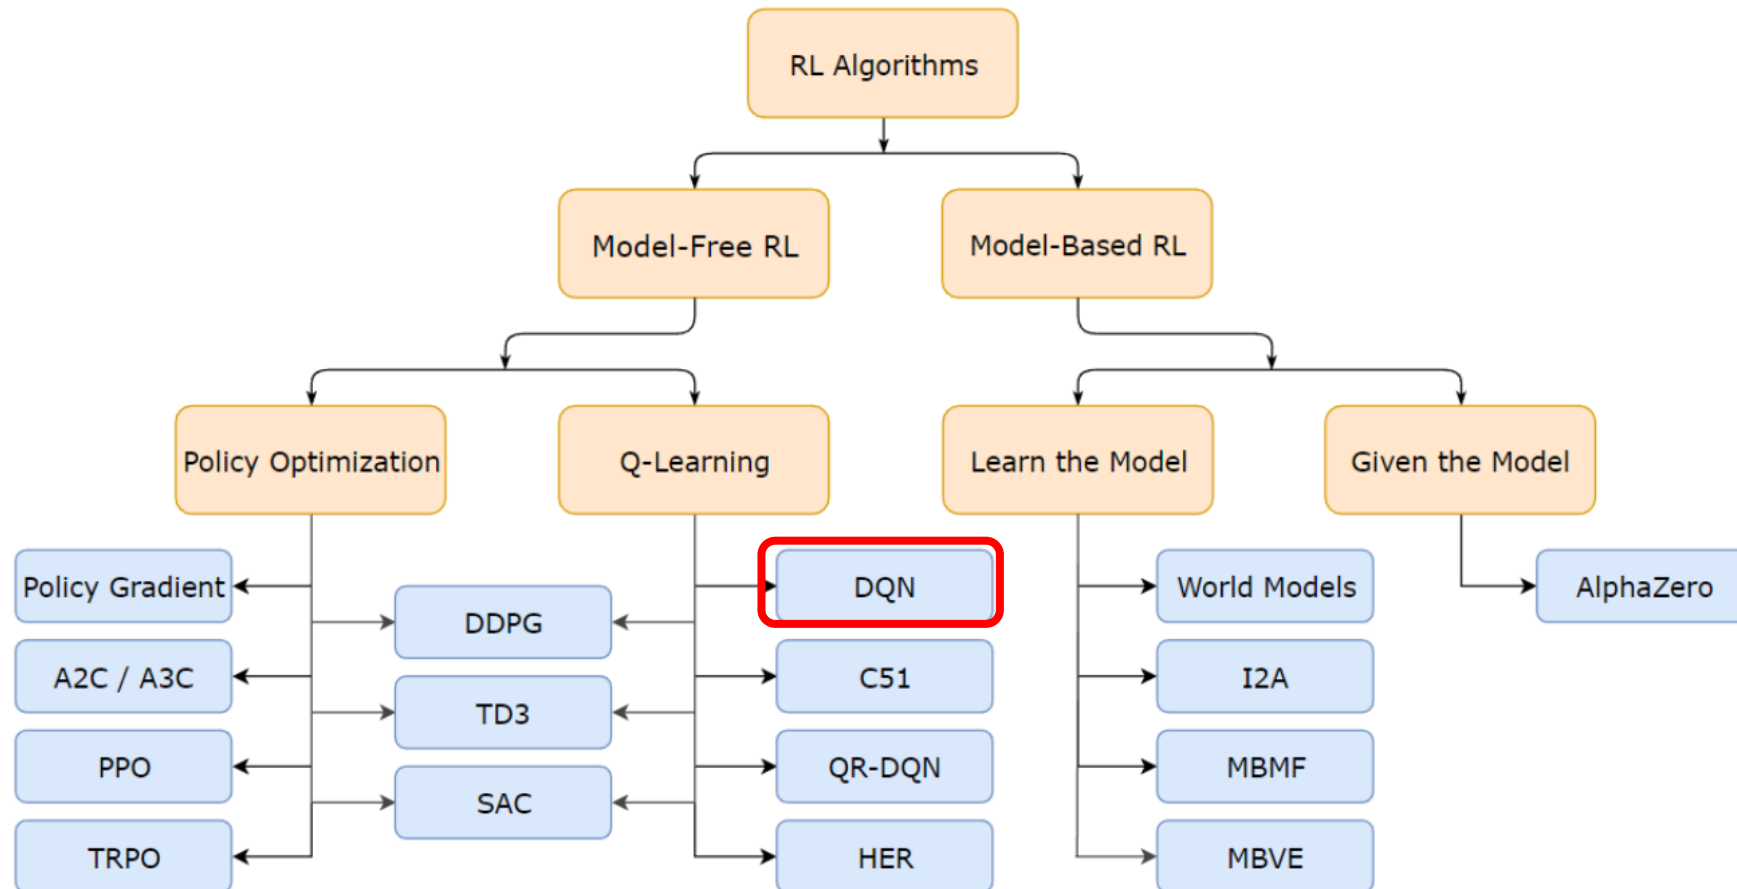 RL Algorithms
Model-Free RL
Model-Based RL
Policy Optimization
Q-Learning
Learn the Model
Given the Model
Policy Gradient
DDPG
DQN
World Models
AlphaZero
A2C / A3C
TD3
C51
I2A
PPO
SAC
QR-DQN
MBMF
TRPO
HER
MBVE